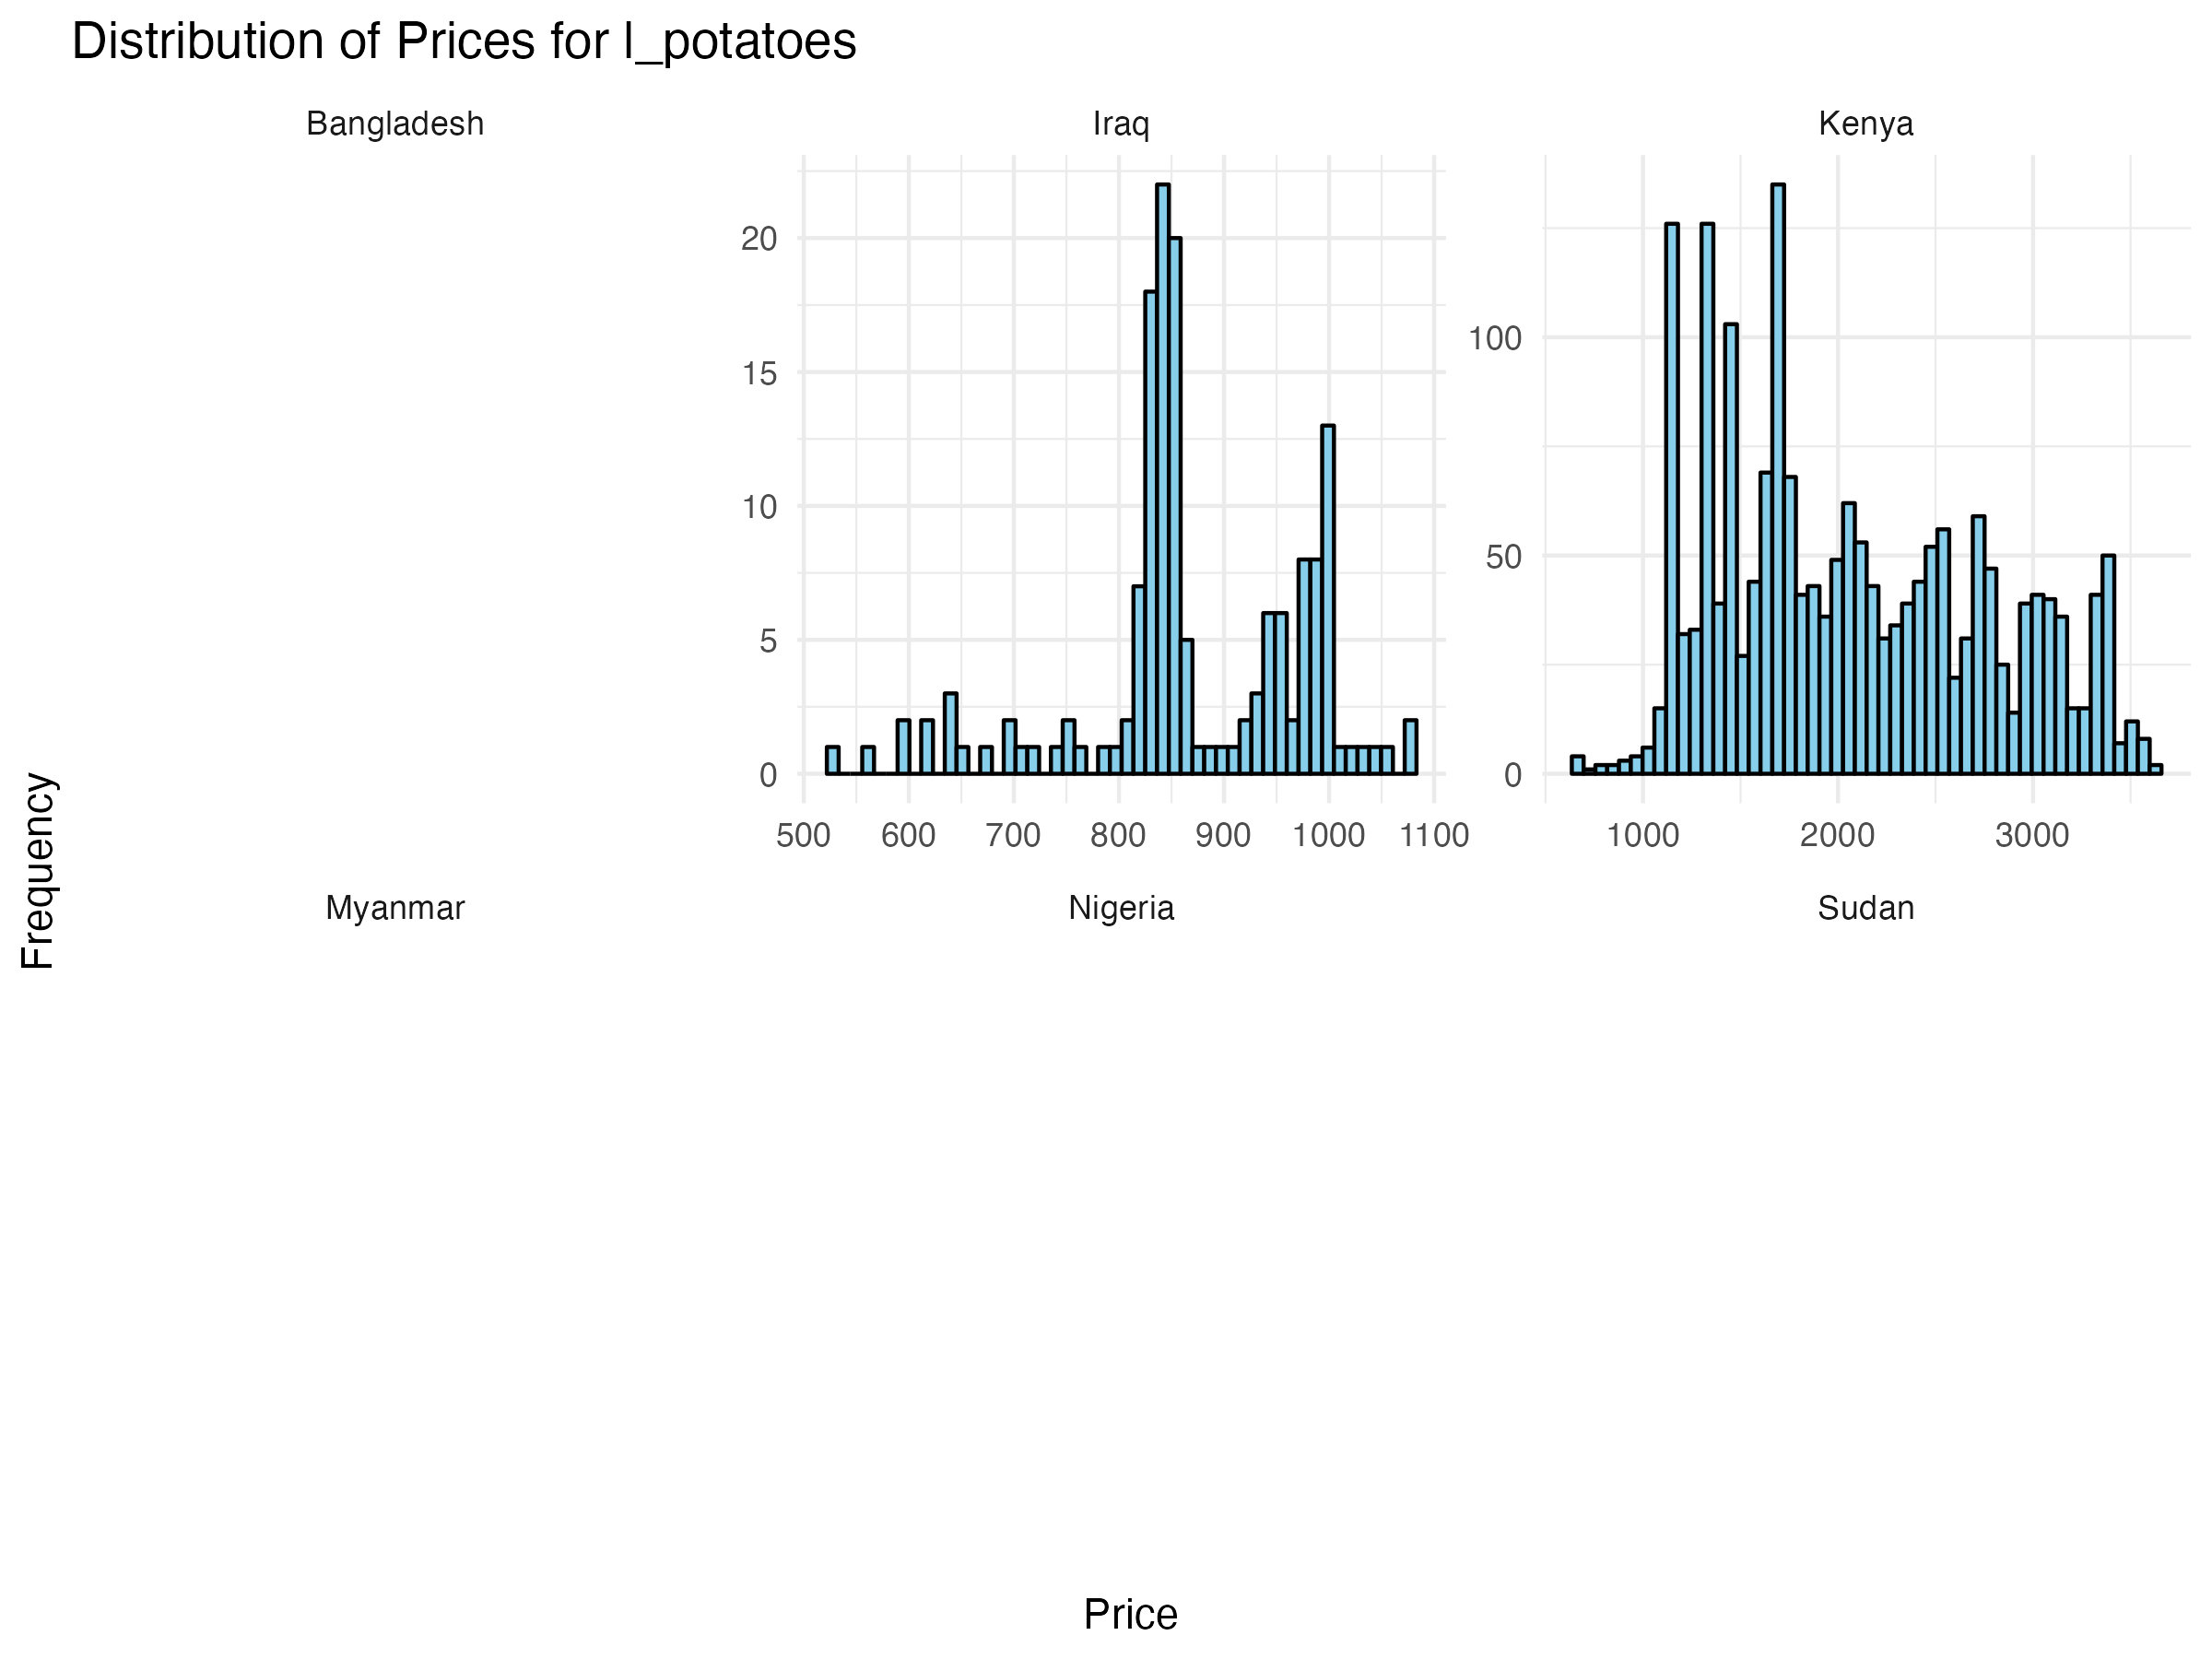 Distribution of Prices for l_potatoes
Bangladesh
Iraq
Kenya
20
15
10
5
0
500 600 700 800 900 1000 1100
100
50
0
1000 2000 3000
Frequency
Myanmar
Nigeria
Sudan
Price